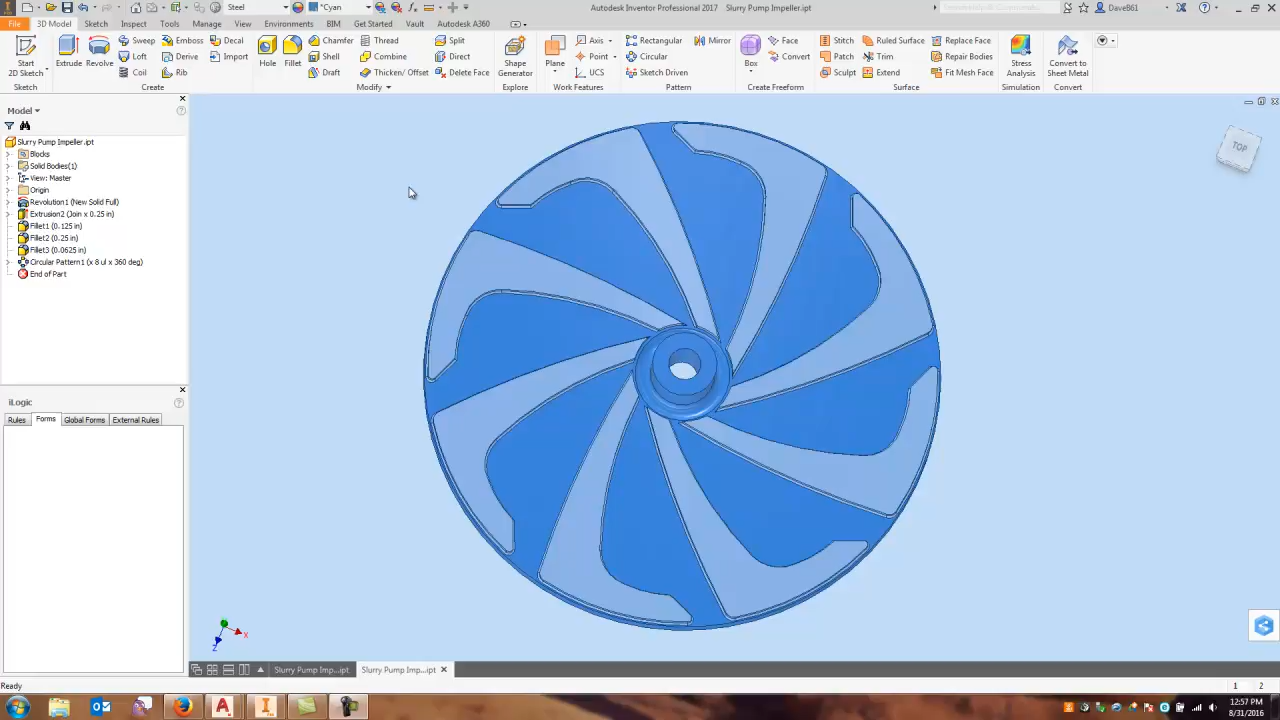 Steel
*Cyan
Autodesk Inventor Professional 2017 Slurry Pump Impeller.ipt
DaveB61
File 3D Model Sketch Inspect Tools Manage View Environments BIM Get Started Vault Autodesk A360
Start 2D Sketch
Sketch
Extrude
Revolve
Sweep
Loft
Coil
Emboss
Derive
Rib
Decal
Import
Create
Hole
Fillet
Chamfer
Shell
Draft
Thread
Combine
Thicken/ Offset
Split
Direct
Delete Face
Modify
Shape Generator
Explore
Plane
Axis
Point
UCS
Work Features
Rectangular
Circular
Sketch Driven
Mirror
Pattern
Box
Face
Convert
Create Freeform
Stitch
Patch
Sculpt
Ruled Surface
Trim
Extend
Replace Face
Repair Bodies
Fit Mesh Face
Surface
Stress Analysis
Simulation
Convert to Sheet Metal
Convert
Model
Slurry Pump Impeller.ipt
Blocks
Solid Bodies(1)
View: Master
Origin
Revolution1 (New Solid Full)
Extrusion2 (Join x 0.25 in)
Fillet1 (0.125 in)
Fillet2 (0.25 in)
Fillet3 (0.0625 in)
Circular Pattern1 (x 8 ul x 360 deg)
End of Part
iLogic
Rules Forms Global Forms External Rules
TOP
X
Z
Slurry Pump Imp...ipt Slurry Pump Imp...ipt
Ready
1 2
12:57 PM
8/31/2016